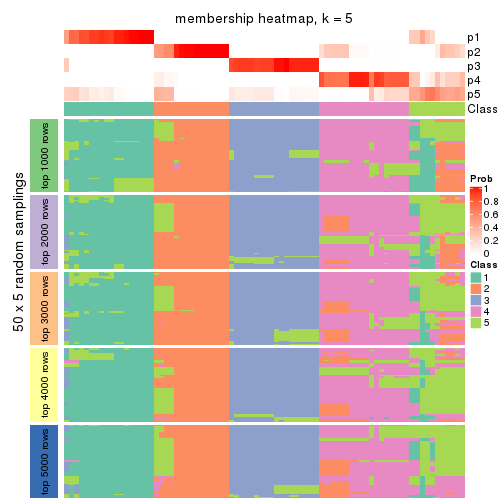 membership heatmap, k = 5
p1
p2
p3
p4
p5
Class
50 x 5 random samplings
top 1000 rows
top 2000 rows
top 3000 rows
top 4000 rows
top 5000 rows
Prob
1
0.8
0.6
0.4
0.2
0
Class
1
2
3
4
5